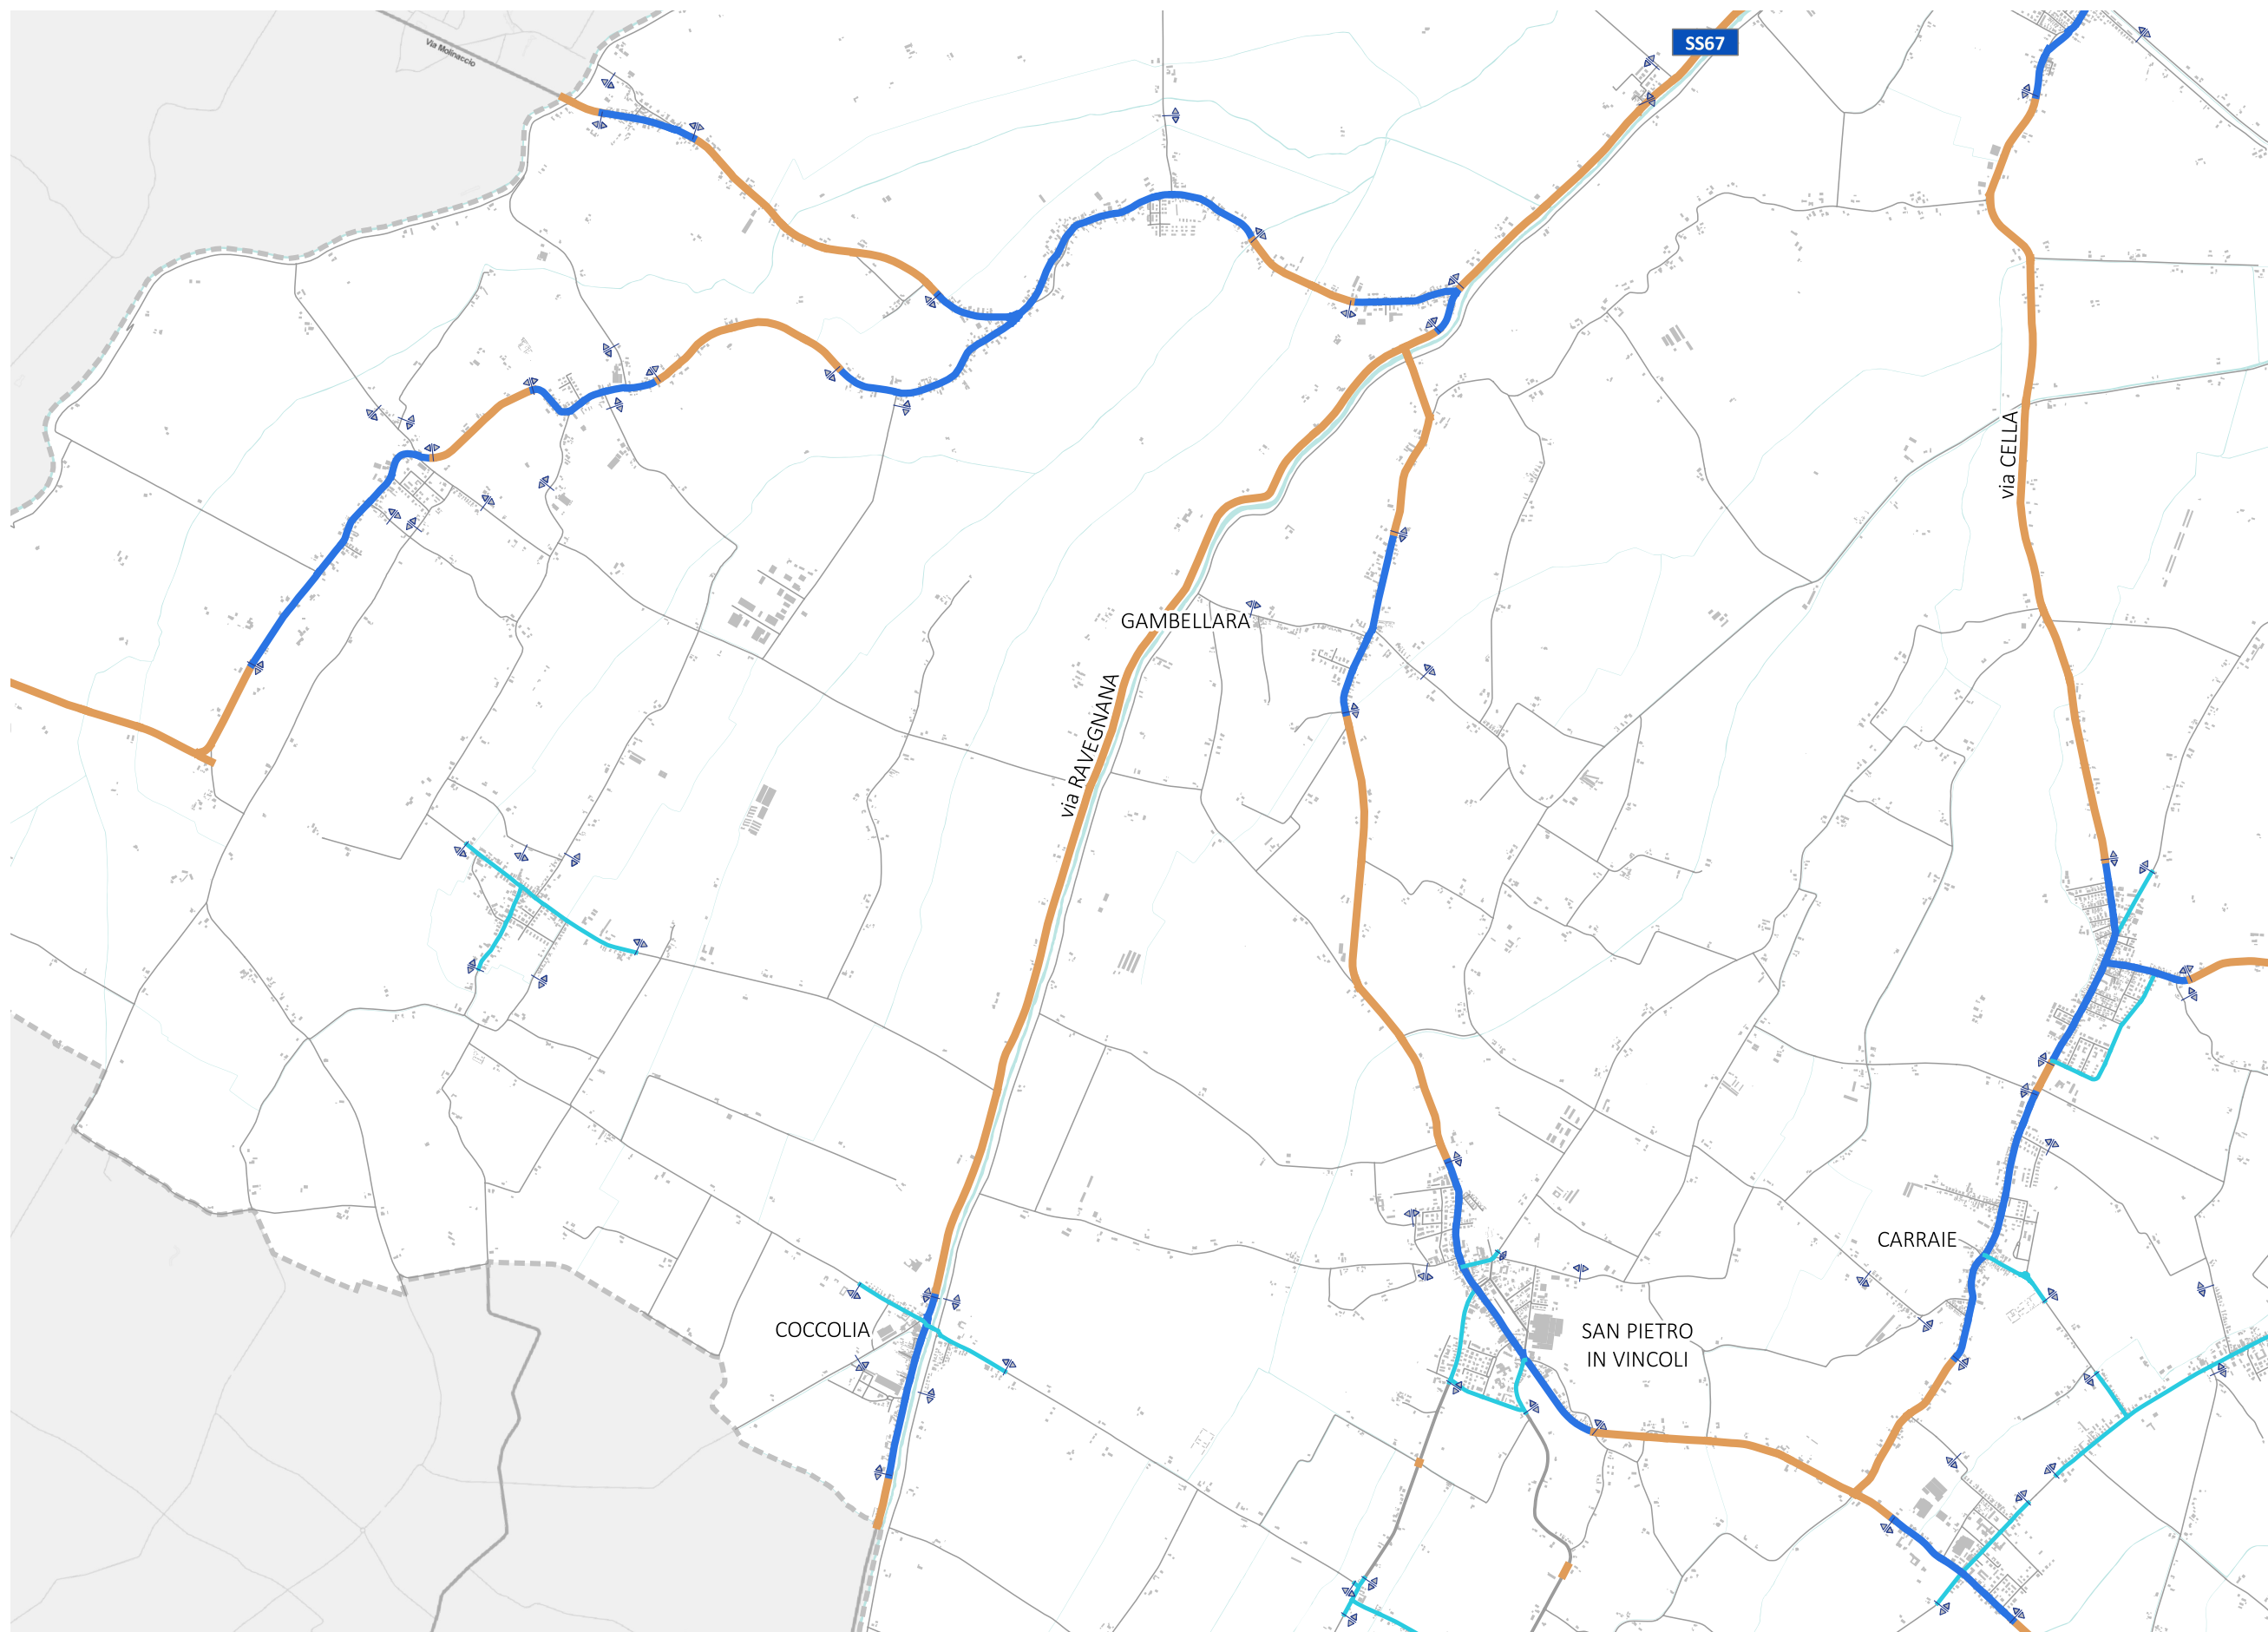 Via Molinaccio
SS67
via CELLA
GAMBELLARA
via RAVEGNANA
CARRAIE
COCCOLIA
SAN PIETRO
IN VINCOLI